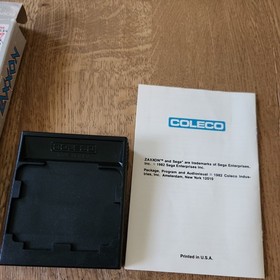 COLECO
ZAXXON™ and Sega® are trademarks of Sega Enterprises,
Inc. © 1982 Sega Enterprises Inc.
Package, Program and Audiovisual © 1982 Coleco Indus-
tries, Inc. Amsterdam, New York 12010
Printed in U.S.A.
COLECO